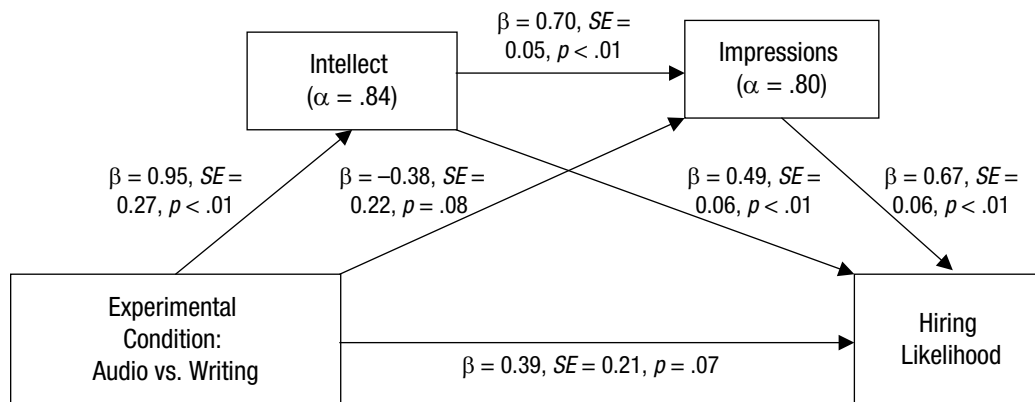 β = 0.70, SE =
0.05, p < .01
Intellect
(α = .84)
Impressions
(α = .80)
β = 0.95, SE =
0.27, p < .01
β = –0.38, SE =
0.22, p = .08
β = 0.49, SE =
0.06, p < .01
β = 0.67, SE =
0.06, p < .01
Experimental
Condition:
Audio vs. Writing
Hiring
Likelihood
β = 0.39, SE = 0.21, p = .07